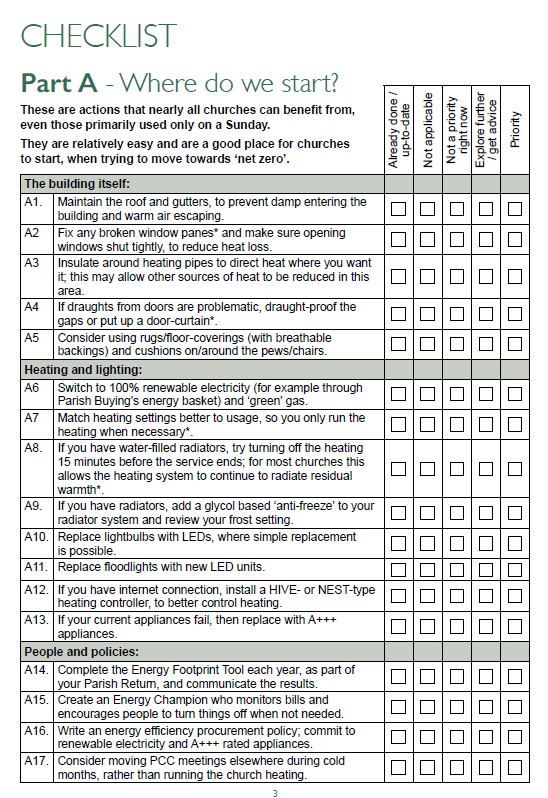 CHECKLIST
Part A - Where do we start?
These are actions that nearly all churches can benefit from,
even those primarily used only on a Sunday.
They are relatively easy and are a good place for churches
to start, when trying to move towards ‘net zero’.
Already done /
up-to-date
Not applicable
Not a priority
right now
Explore further
/ get advice
Priority
The building itself:
A1. Maintain the roof and gutters, to prevent damp entering the
building and warm air escaping.
A2 Fix any broken window panes* and make sure opening
windows shut tightly, to reduce heat loss.
A3 Insulate around heating pipes to direct heat where you want
it; this may allow other sources of heat to be reduced in this
area.
A4 If draughts from doors are problematic, draught-proof the
gaps or put up a door-curtain*.
A5 Consider using rugs/floor-coverings (with breathable
backings) and cushions on/around the pews/chairs.
Heating and lighting:
A6 Switch to 100% renewable electricity (for example through
Parish Buying’s energy basket) and ‘green’ gas.
A7 Match heating settings better to usage, so you only run the
heating when necessary*.
A8. If you have water-filled radiators, try turning off the heating
15 minutes before the service ends; for most churches this
allows the heating system to continue to radiate residual
warmth*.
A9. If you have radiators, add a glycol based ‘anti-freeze’ to your
radiator system and review your frost setting.
A10. Replace lightbulbs with LEDs, where simple replacement
is possible.
A11. Replace floodlights with new LED units.
A12. If you have internet connection, install a HIVE- or NEST-type
heating controller, to better control heating.
A13. If your current appliances fail, then replace with A+++
appliances.
People and policies:
A14. Complete the Energy Footprint Tool each year, as part of
your Parish Return, and communicate the results.
A15. Create an Energy Champion who monitors bills and
encourages people to turn things off when not needed.
A16. Write an energy efficiency procurement policy; commit to
renewable electricity and A+++ rated appliances.
A17. Consider moving PCC meetings elsewhere during cold
months, rather than running the church heating.
3